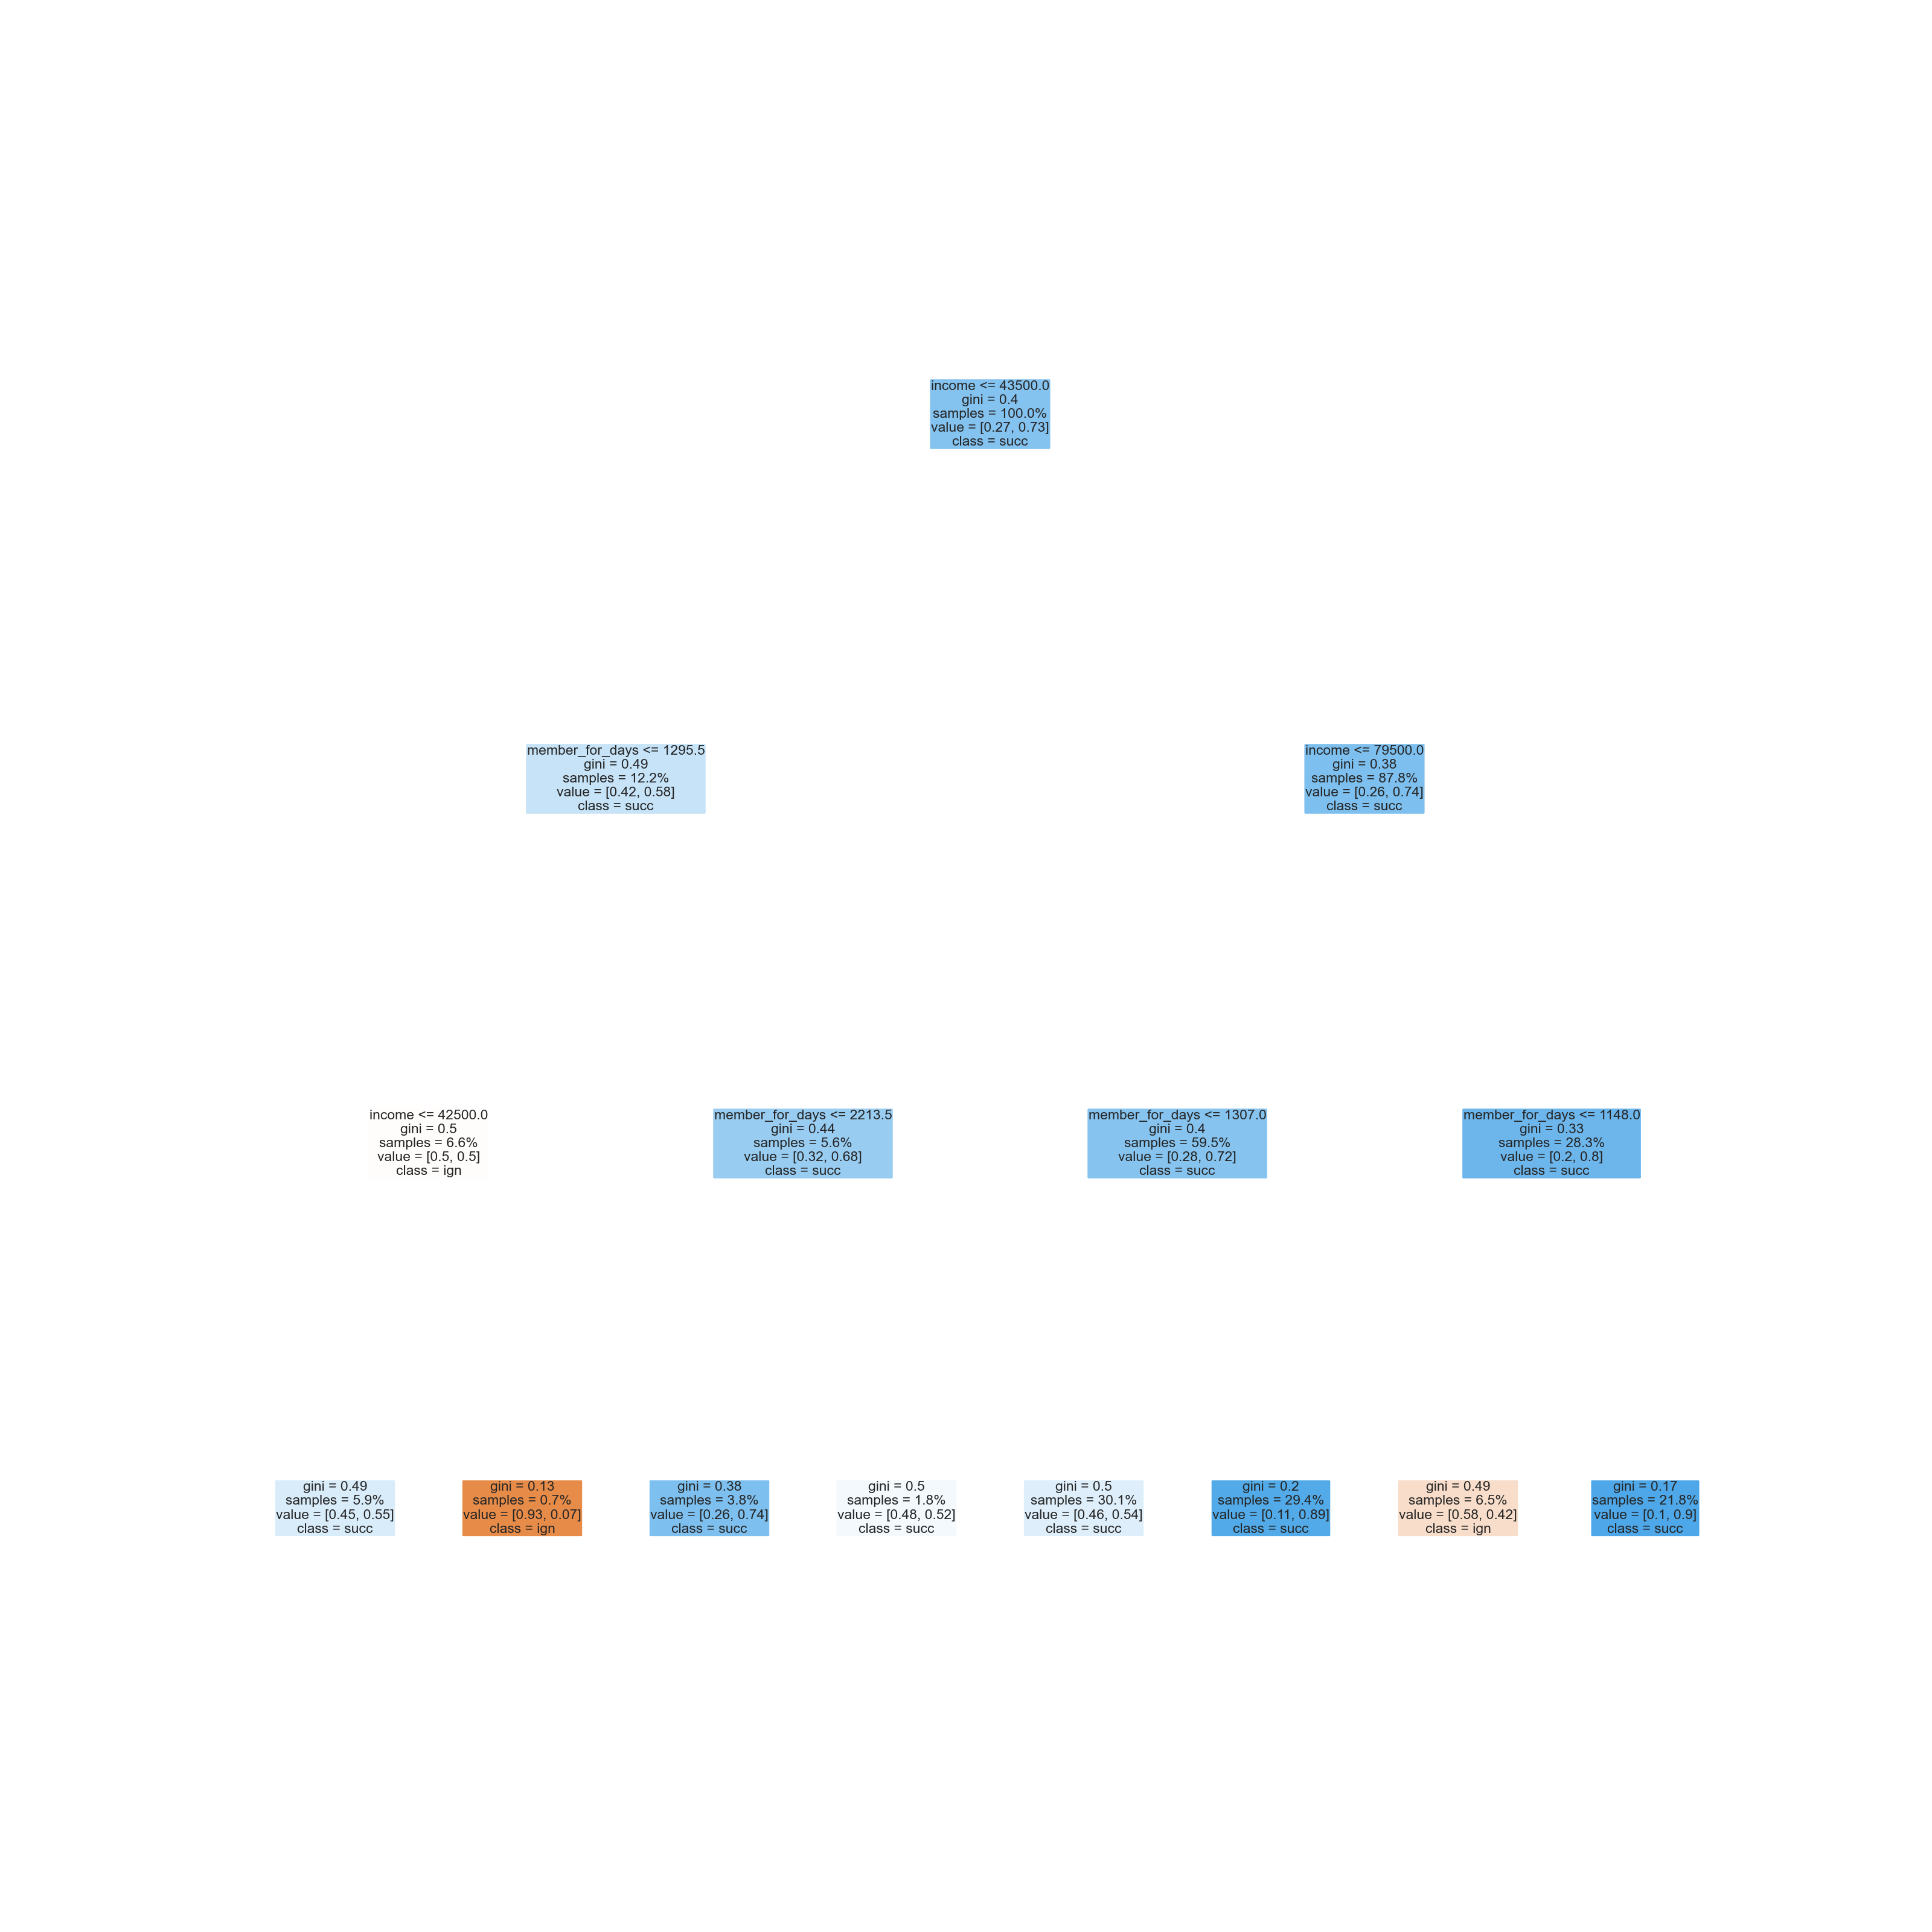 income <= 43500.0
gini = 0.4
samples = 100.0%
value = [0.27, 0.73]
class = succ
member_for_days <= 1295.5
gini = 0.49
samples = 12.2%
value = [0.42, 0.58]
class = succ
income <= 79500.0
gini = 0.38
samples = 87.8%
value = [0.26, 0.74]
class = succ
income <= 42500.0
gini = 0.5
samples = 6.6%
value = [0.5, 0.5]
class = ign
member_for_days <= 2213.5
gini = 0.44
samples = 5.6%
value = [0.32, 0.68]
class = succ
member_for_days <= 1307.0
gini = 0.4
samples = 59.5%
value = [0.28, 0.72]
class = succ
member_for_days <= 1148.0
gini = 0.33
samples = 28.3%
value = [0.2, 0.8]
class = succ
gini = 0.49
samples = 5.9%
value = [0.45, 0.55]
class = succ
gini = 0.13
samples = 0.7%
value = [0.93, 0.07]
class = ign
gini = 0.38
samples = 3.8%
value = [0.26, 0.74]
class = succ
gini = 0.5
samples = 1.8%
value = [0.48, 0.52]
class = succ
gini = 0.5
samples = 30.1%
value = [0.46, 0.54]
class = succ
gini = 0.2
samples = 29.4%
value = [0.11, 0.89]
class = succ
gini = 0.49
samples = 6.5%
value = [0.58, 0.42]
class = ign
gini = 0.17
samples = 21.8%
value = [0.1, 0.9]
class = succ